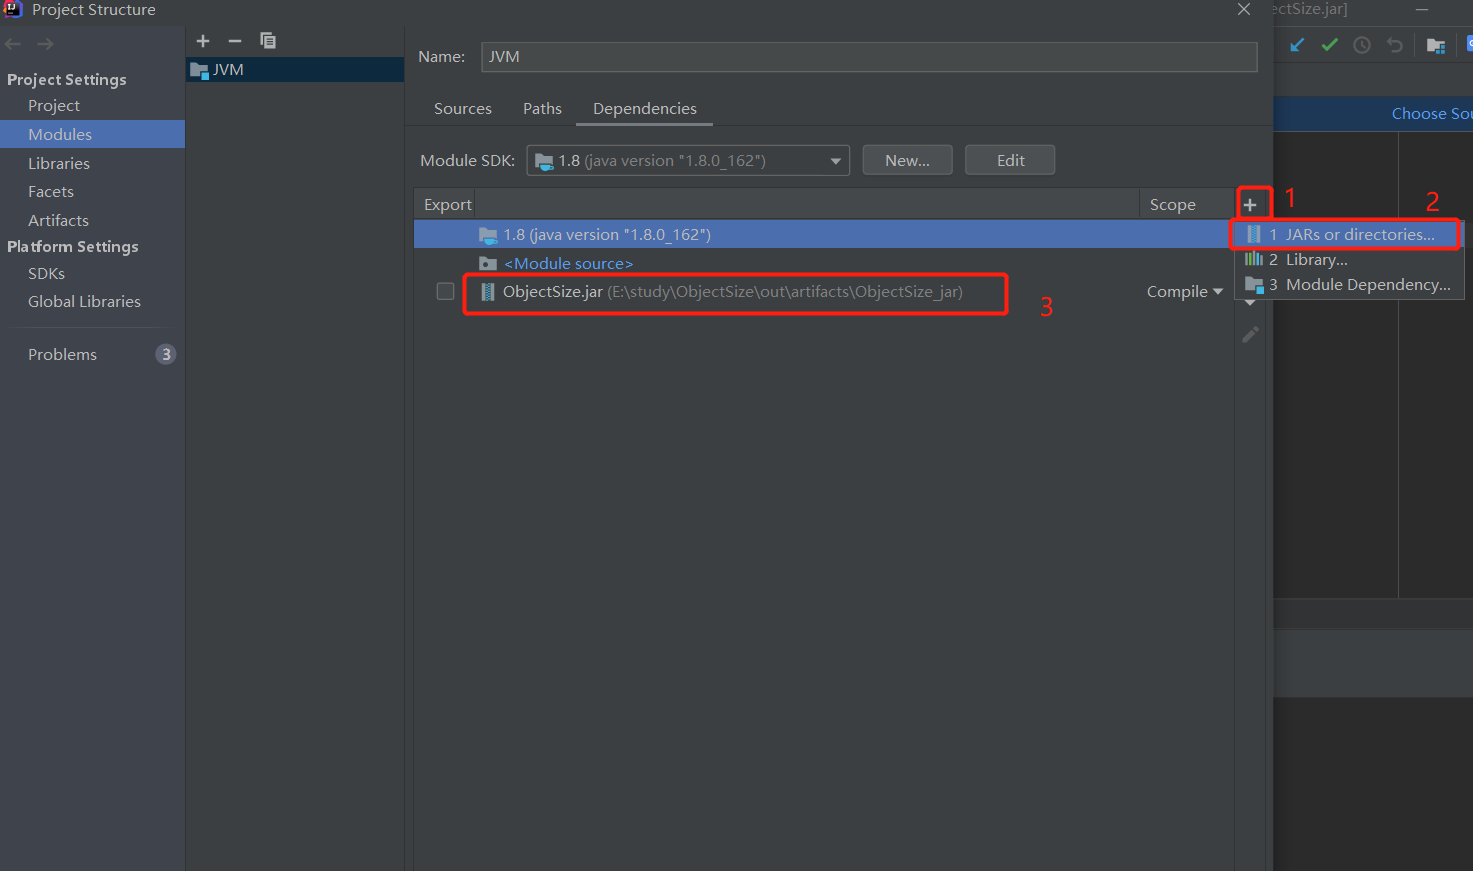 Project Structure
ectSize.jar]
Project Settings
Project
Modules
Libraries
Facets
Artifacts
Platform Settings
SDKs
Global Libraries
Problems 3
JVM
Name: JVM
Sources Paths Dependencies
Choose Sou
Module SDK: 1.8 (java version "1.8.0_162") New... Edit
Export Scope 1
2
1.8 (java version "1.8.0_162")
<Module source>
ObjectSize.jar (E:\study\ObjectSize\out\artifacts\ObjectSize_jar) Compile
3
1 JARs or directories...
2 Library...
3 Module Dependency...